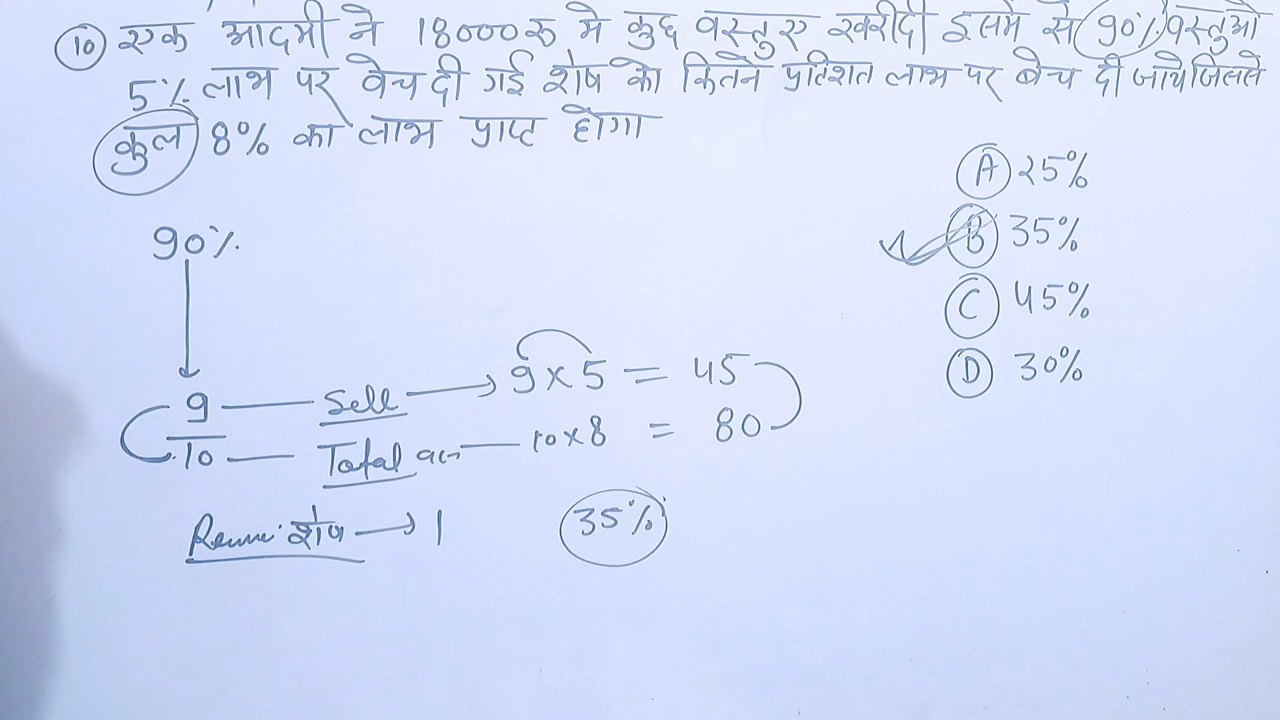 10 एक आदमी ने 18000रु मे कुछ वस्तुए खरीदी इसमें से 90% वस्तुओ
5% लाभ पर बेच दी गई शेष को कितने प्रतिशत लाभ पर बेच दी जाये जिससे
कुल 8% का लाभ प्राप्त होगा
A 25%
B 35%
C 45%
D 30%
90%
9 Sell 9 x 5 = 45
10 Total 10 x 8 = 80
शेष 1 35%